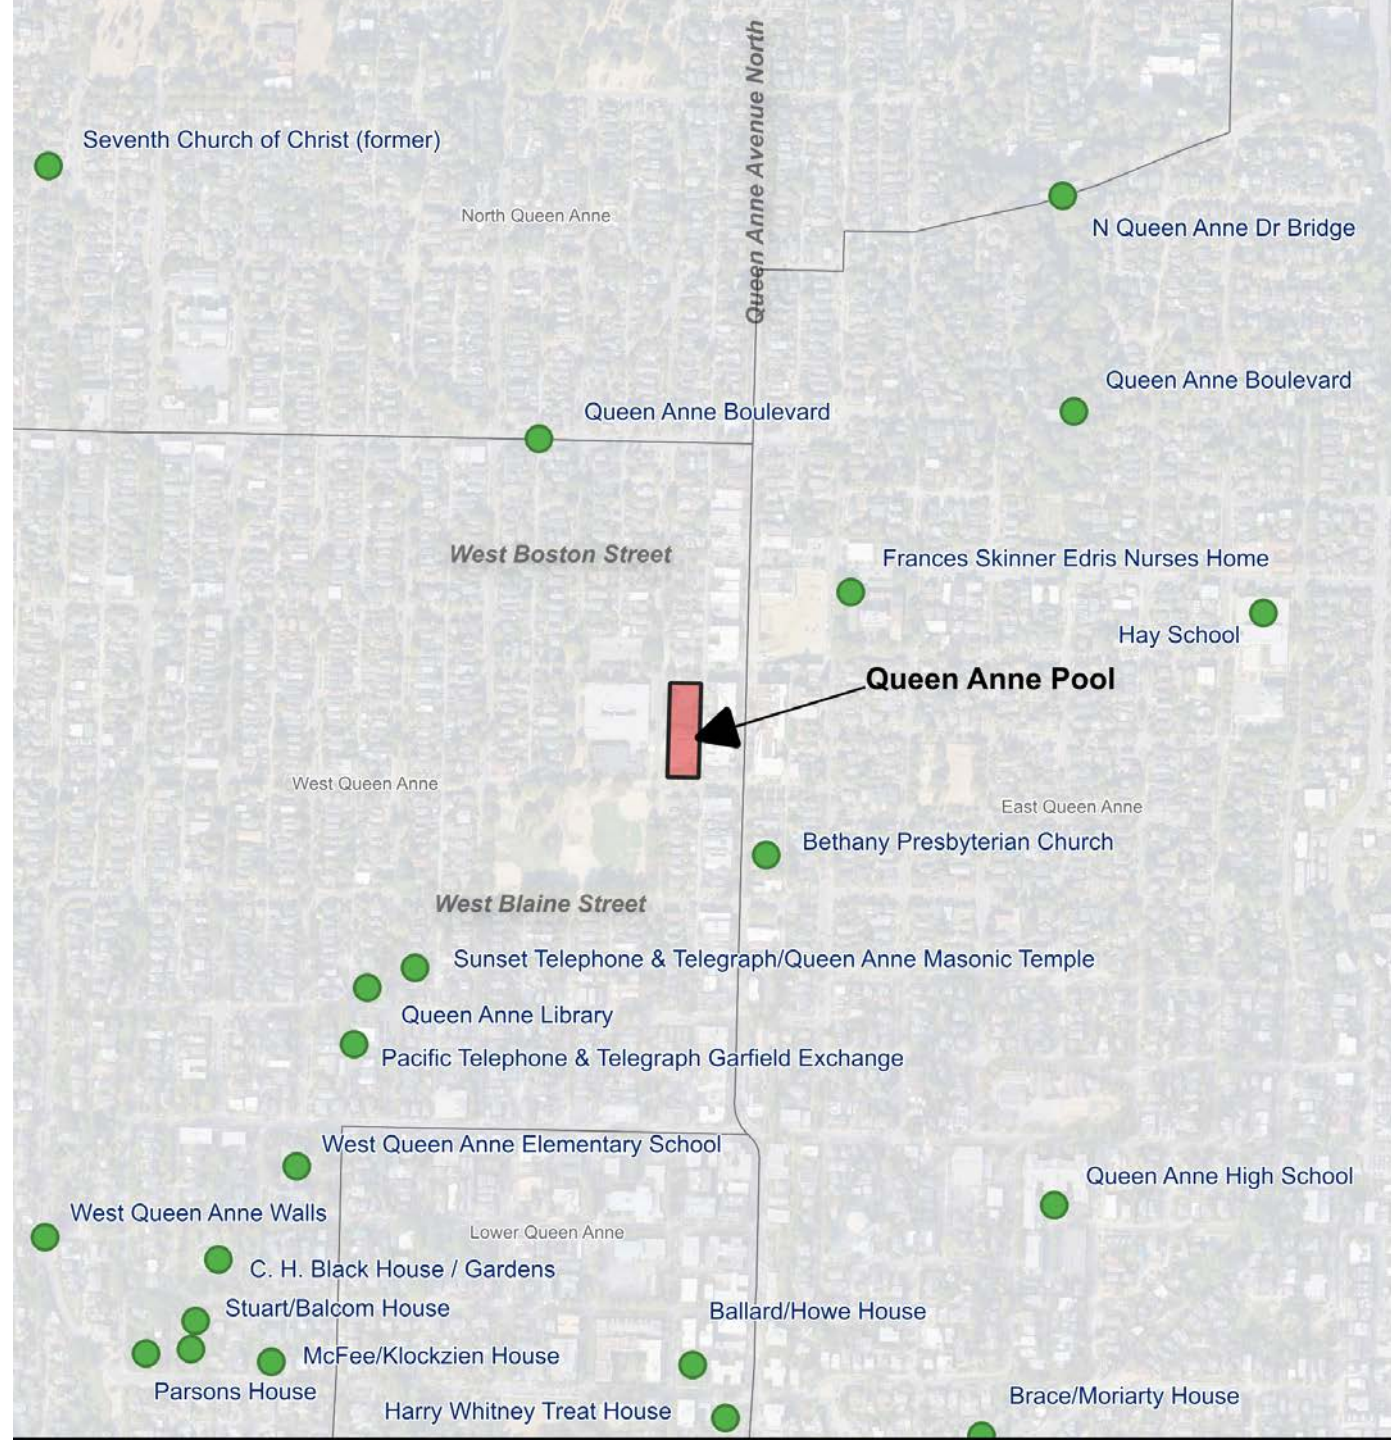 Queen Anne Avenue North
Seventh Church of Christ (former)
North Queen Anne
N Queen Anne Dr Bridge
Queen Anne Boulevard
Queen Anne Boulevard
West Boston Street
Frances Skinner Edris Nurses Home
Hay School
Queen Anne Pool
West Queen Anne
East Queen Anne
Bethany Presbyterian Church
West Blaine Street
Sunset Telephone & Telegraph/Queen Anne Masonic Temple
Queen Anne Library
Pacific Telephone & Telegraph Garfield Exchange
West Queen Anne Elementary School
Queen Anne High School
West Queen Anne Walls
Lower Queen Anne
C. H. Black House / Gardens
Stuart/Balcom House
Ballard/Howe House
McFee/Klockzien House
Parsons House
Brace/Moriarty House
Harry Whitney Treat House